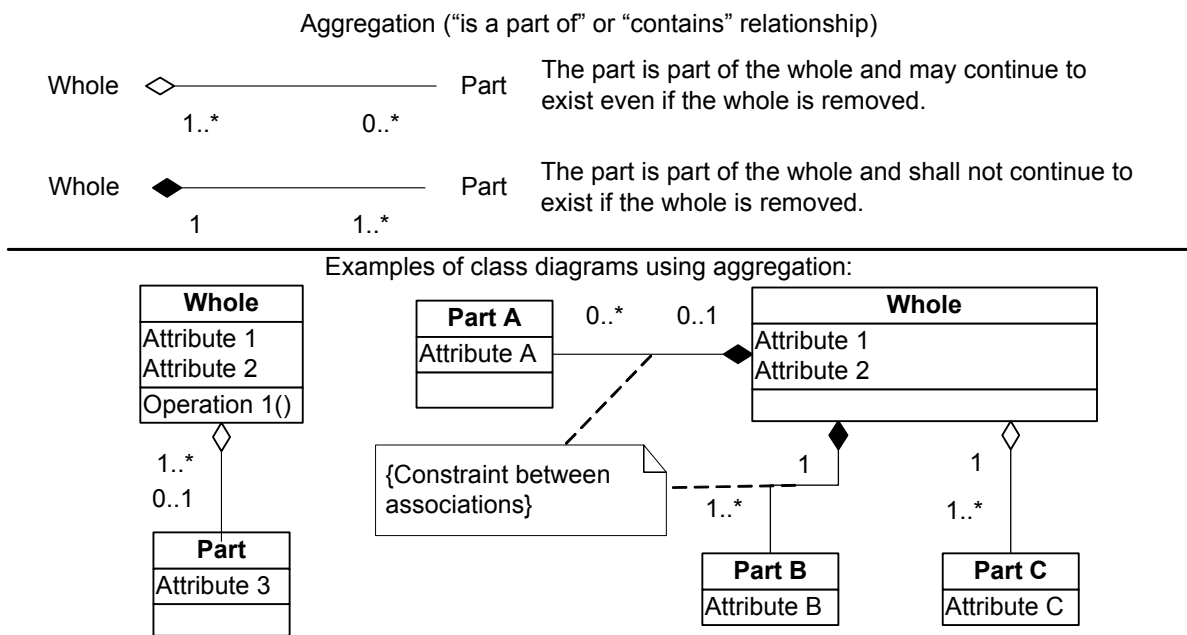 Aggregation (“is a part of” or “contains” relationship)
Whole
1..*
0..*
Part
The part is part of the whole and may continue to
exist even if the whole is removed.
Whole
1
1..*
Part
The part is part of the whole and shall not continue to
exist if the whole is removed.
Examples of class diagrams using aggregation:
Whole
Attribute 1
Attribute 2
Operation 1()
1..*
0..1
Part
Attribute 3
Part A
Attribute A
0..*
0..1
Whole
Attribute 1
Attribute 2
{Constraint between
associations}
1
1..*
Part B
Attribute B
1
1..*
Part C
Attribute C